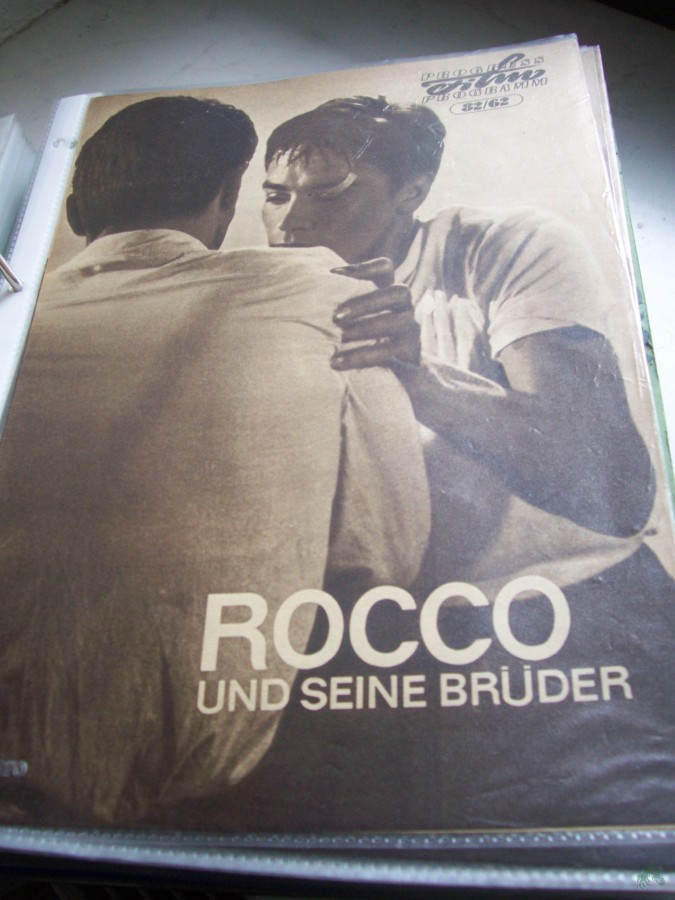 PROGRESS
Film
PROGRAMM
82/62
ROCCO
UND SEINE BRÜDER